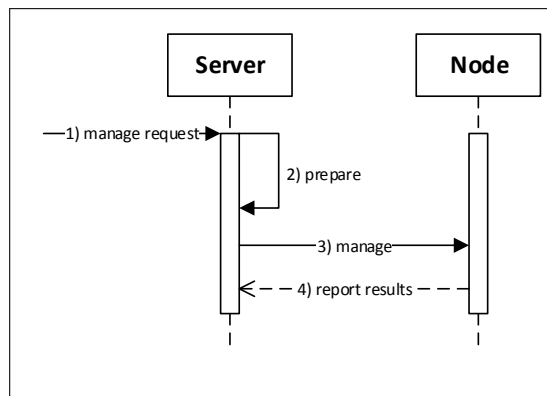 Server
Node
1) manage request
2) prepare
3) manage
4) report results